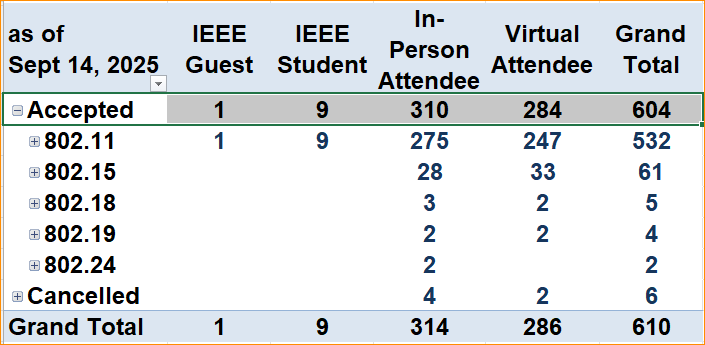 as of
Sept 14, 2025 IEEE Guest IEEE Student In-Person Attendee Virtual Attendee Grand Total
Accepted 1 9 310 284 604
802.11 1 9 275 247 532
802.15 28 33 61
802.18 3 2 5
802.19 2 2 4
802.24 2 2
Cancelled 4 2 6
Grand Total 1 9 314 286 610